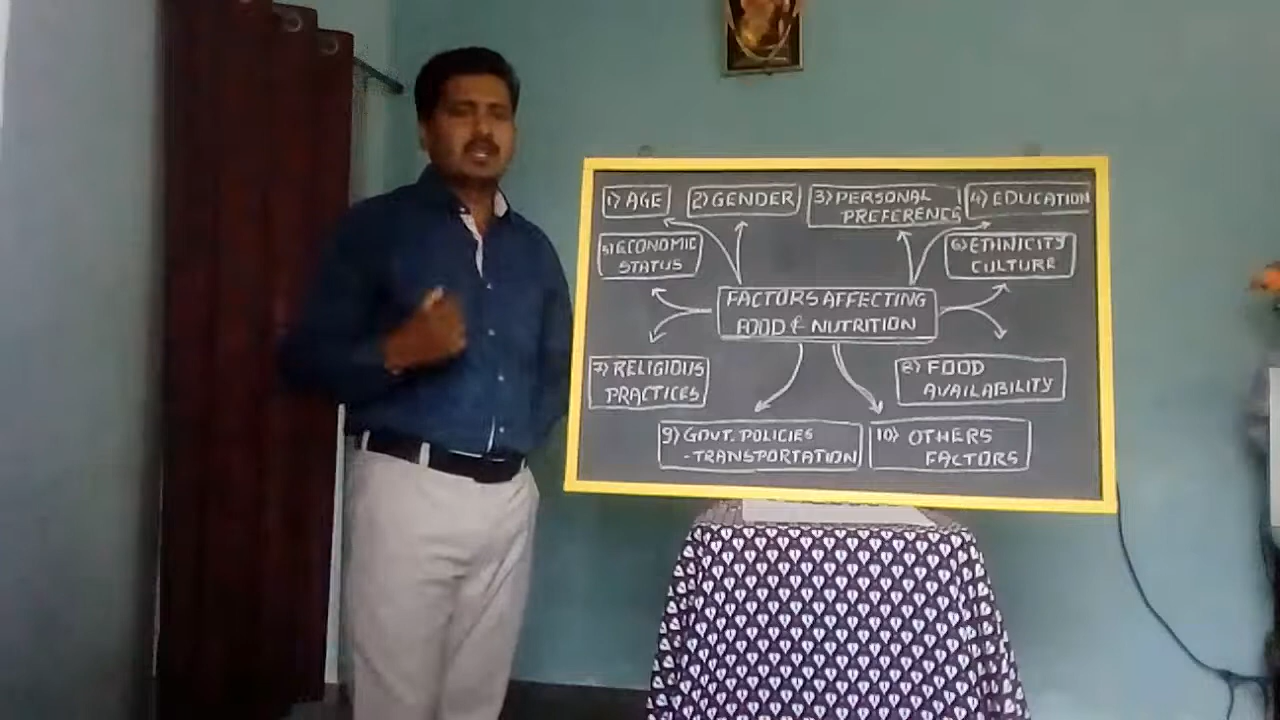 1) AGE
2) GENDER
3) PERSONAL
PREFERENCE
4) EDUCATION
5) ECONOMIC
STATUS
6) ETHNICITY
CULTURE
FACTORS AFFECTING
FOOD & NUTRITION
7) RELIGIOUS
PRACTICES
8) FOOD
AVAILABILITY
9) GOVT. POLICIES
-TRANSPORTATION
10) OTHERS
FACTORS